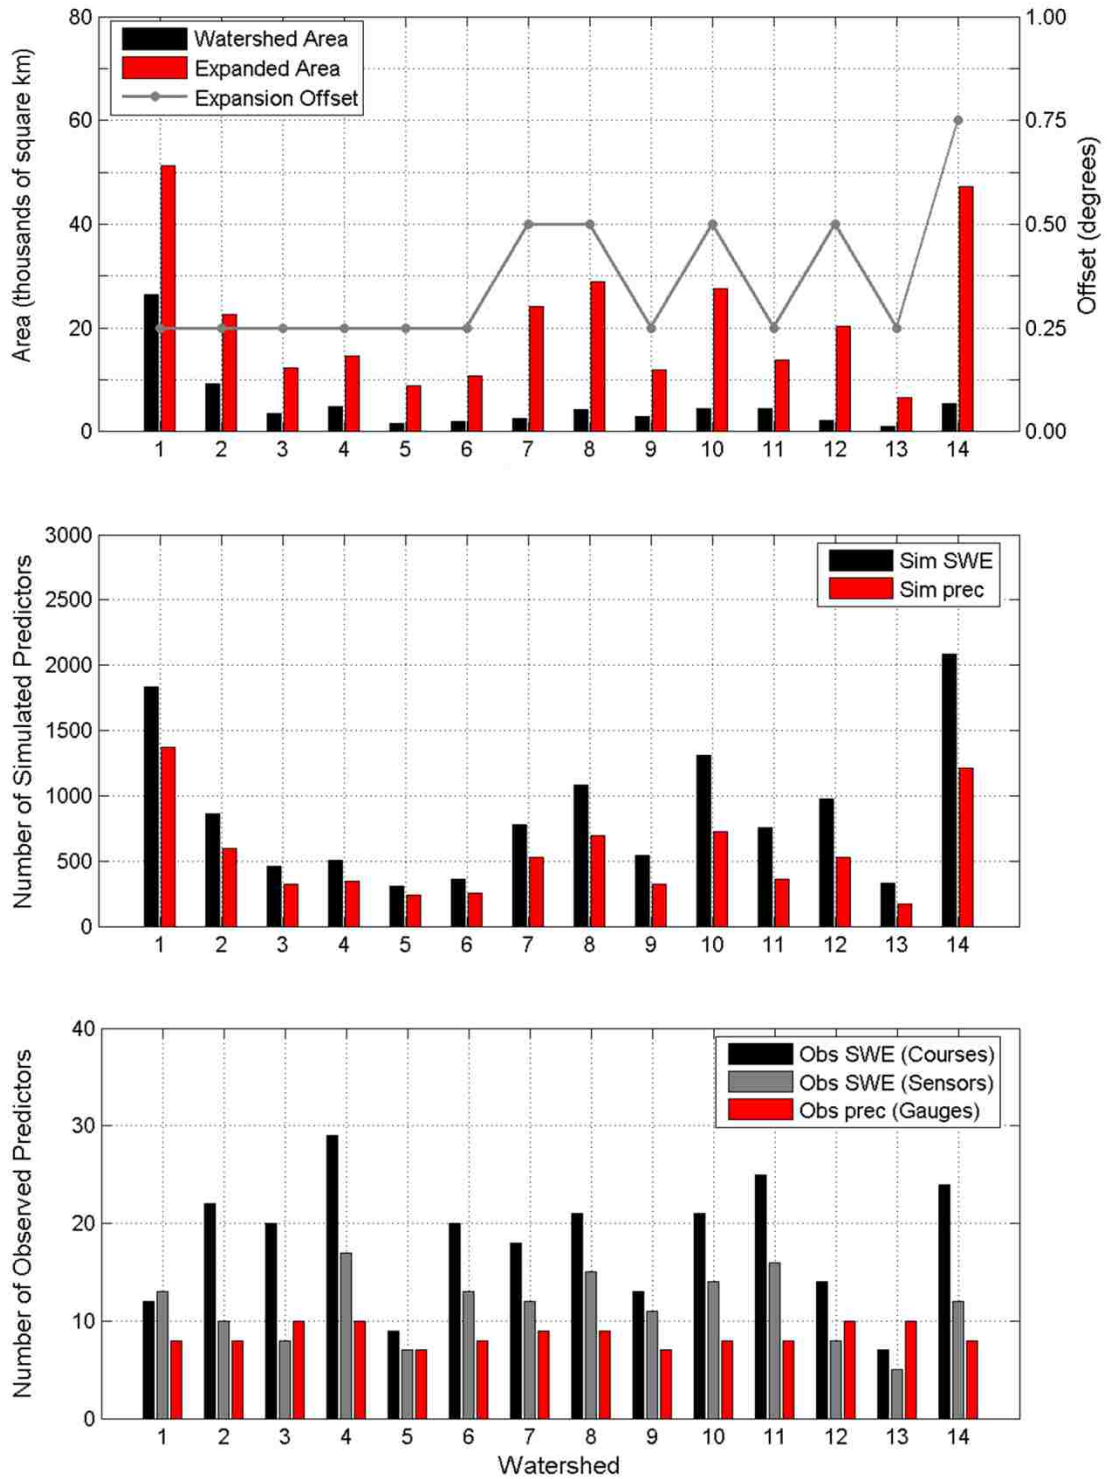 Area (thousands of square km)
80
60
40
20
0
Watershed Area
Expanded Area
Expansion Offset
1.00
0.75
0.50
0.25
0.00
Offset (degrees)
1 2 3 4 5 6 7 8 9 10 11 12 13 14
Number of Simulated Predictors
3000
2500
2000
1500
1000
500
0
Sim SWE
Sim prec
1 2 3 4 5 6 7 8 9 10 11 12 13 14
Number of Observed Predictors
40
30
20
10
0
Obs SWE (Courses)
Obs SWE (Sensors)
Obs prec (Gauges)
1 2 3 4 5 6 7 8 9 10 11 12 13 14
Watershed